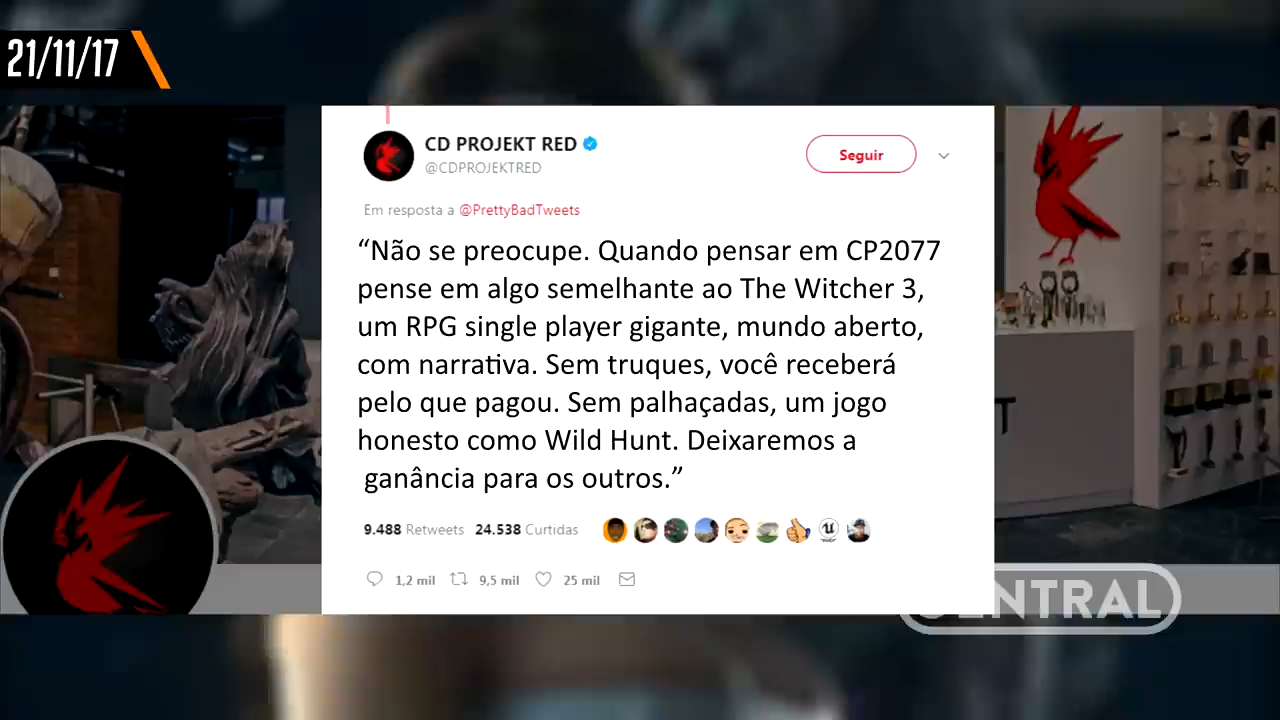 21/11/17
CD PROJEKT RED
@CDPROJEKTRED
Seguir
Em resposta a @PrettyBadTweets
“Não se preocupe. Quando pensar em CP2077
pense em algo semelhante ao The Witcher 3,
um RPG single player gigante, mundo aberto,
com narrativa. Sem truques, você receberá
pelo que pagou. Sem palhaçadas, um jogo
honesto como Wild Hunt. Deixaremos a
ganância para os outros.”
9.488 Retweets 24.538 Curtidas
1,2 mil 9,5 mil 25 mil
CENTRAL